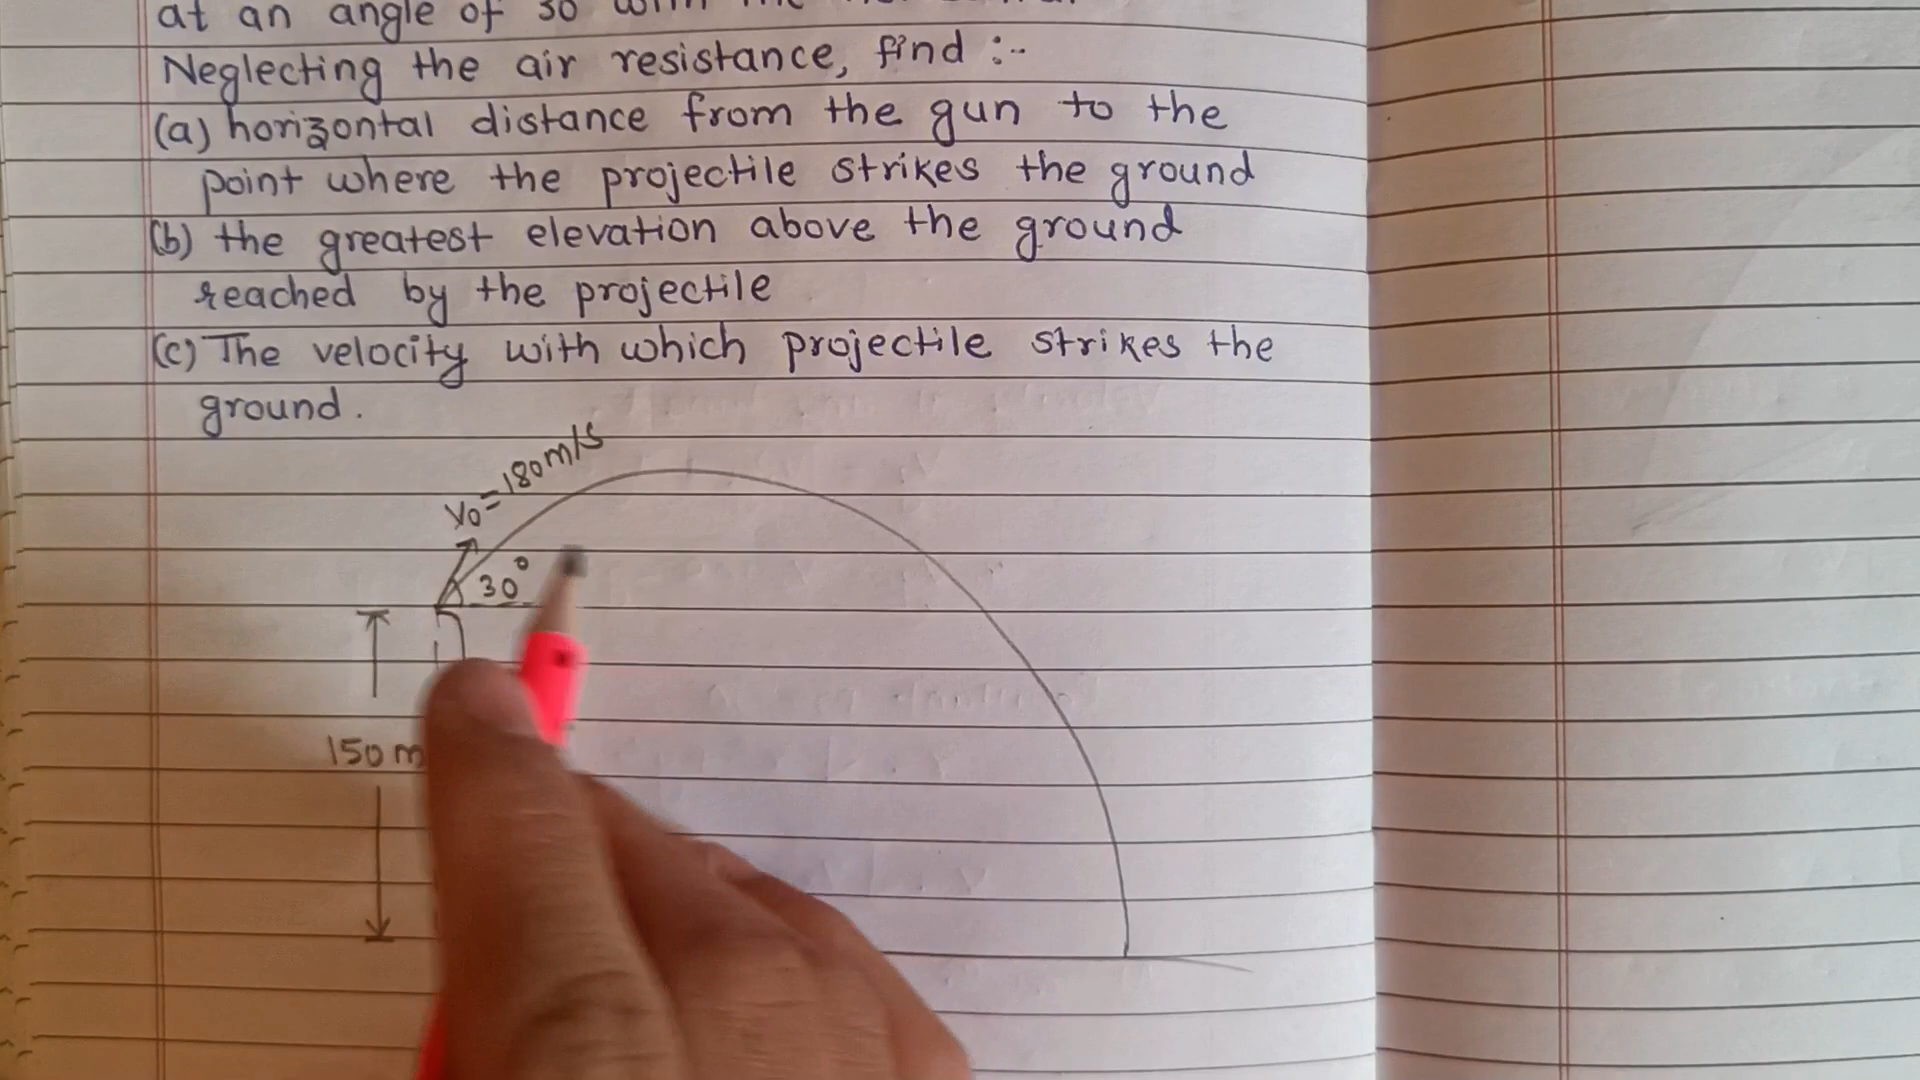 at an angle of 30
Neglecting the air resistance, find :-
(a) horizontal distance from the gun to the
point where the projectile strikes the ground
(b) the greatest elevation above the ground
reached by the projectile
(c) The velocity with which projectile strikes the
ground.
V0 = 180 m/s
30°
150 m